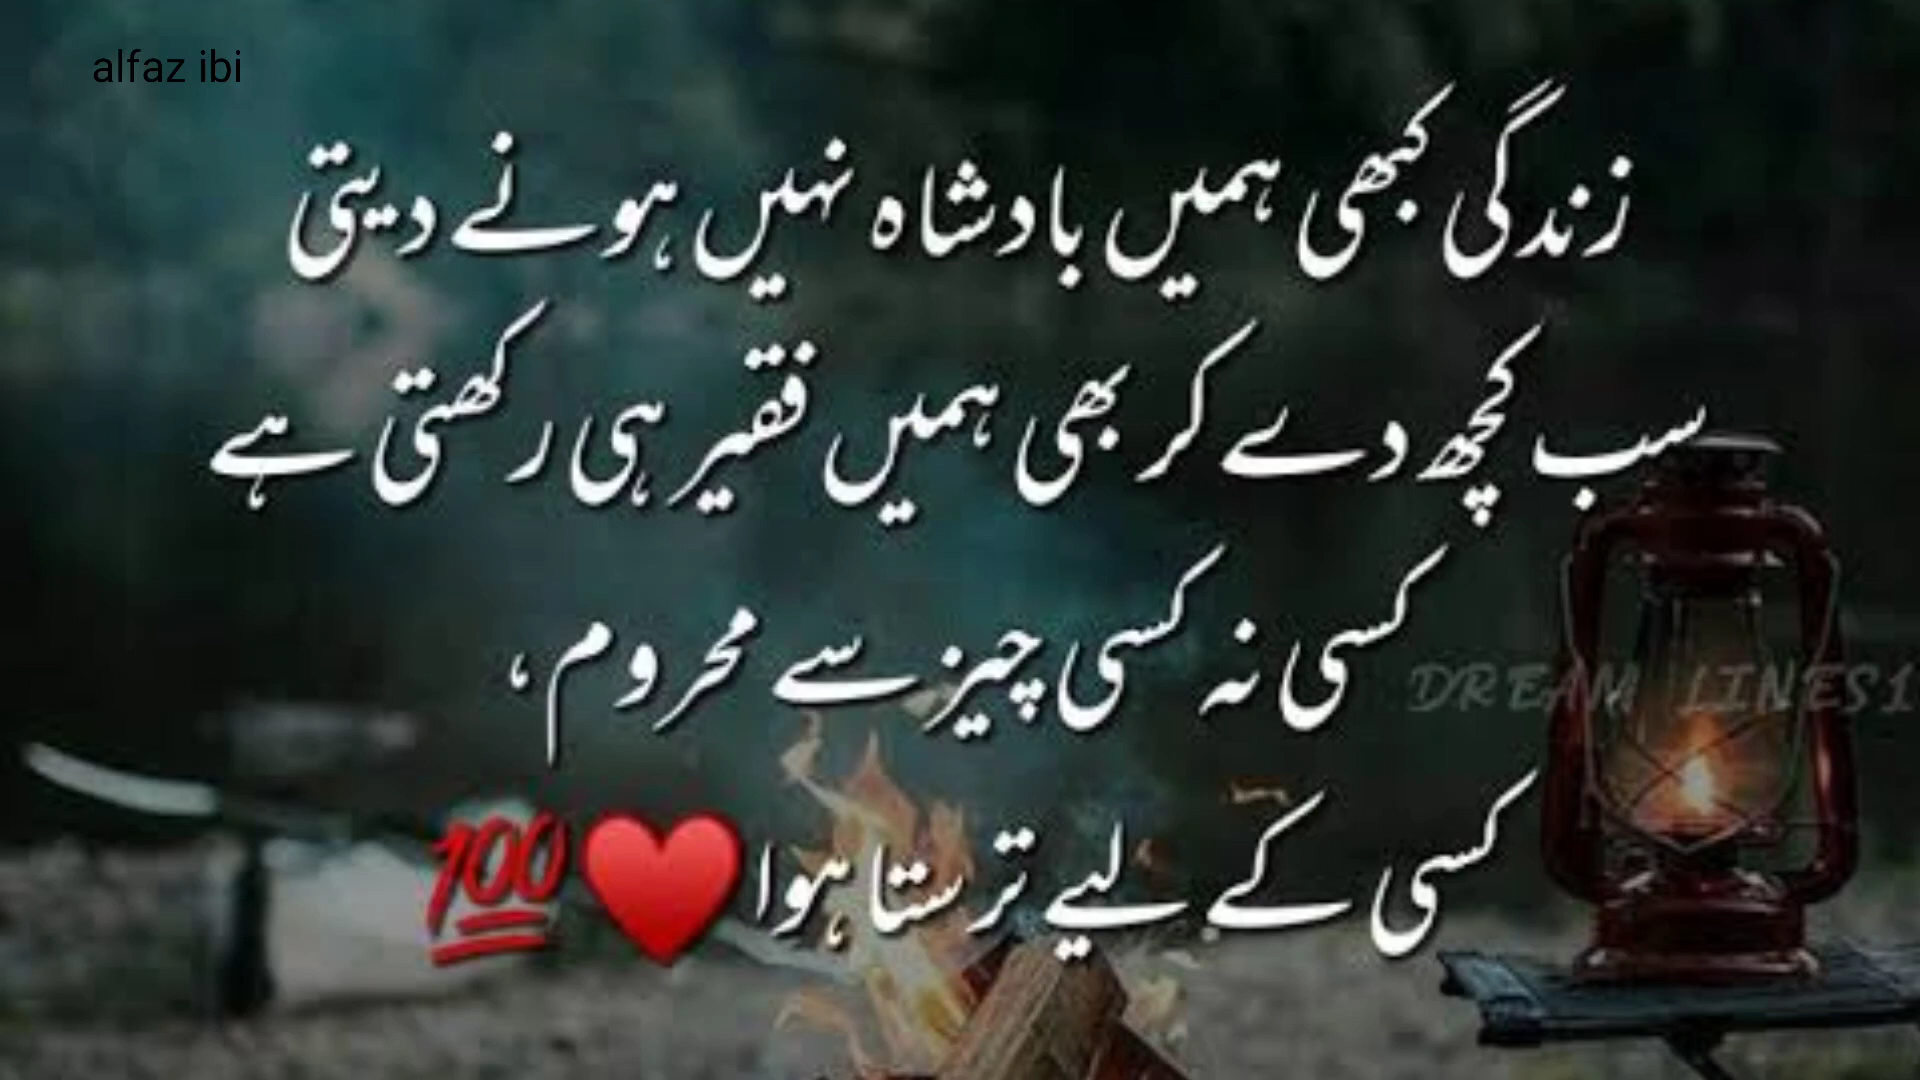 alfaz ibi
زندگی کبھی ہمیں بادشاہ نہیں ہونے دیتی
سب کچھ دے کر بھی ہمیں فقیر ہی رکھتی ہے
کسی نہ کسی چیز سے محروم ،
DREAM LINES1
کسی کے لیے ترستا ہوا❤️💯